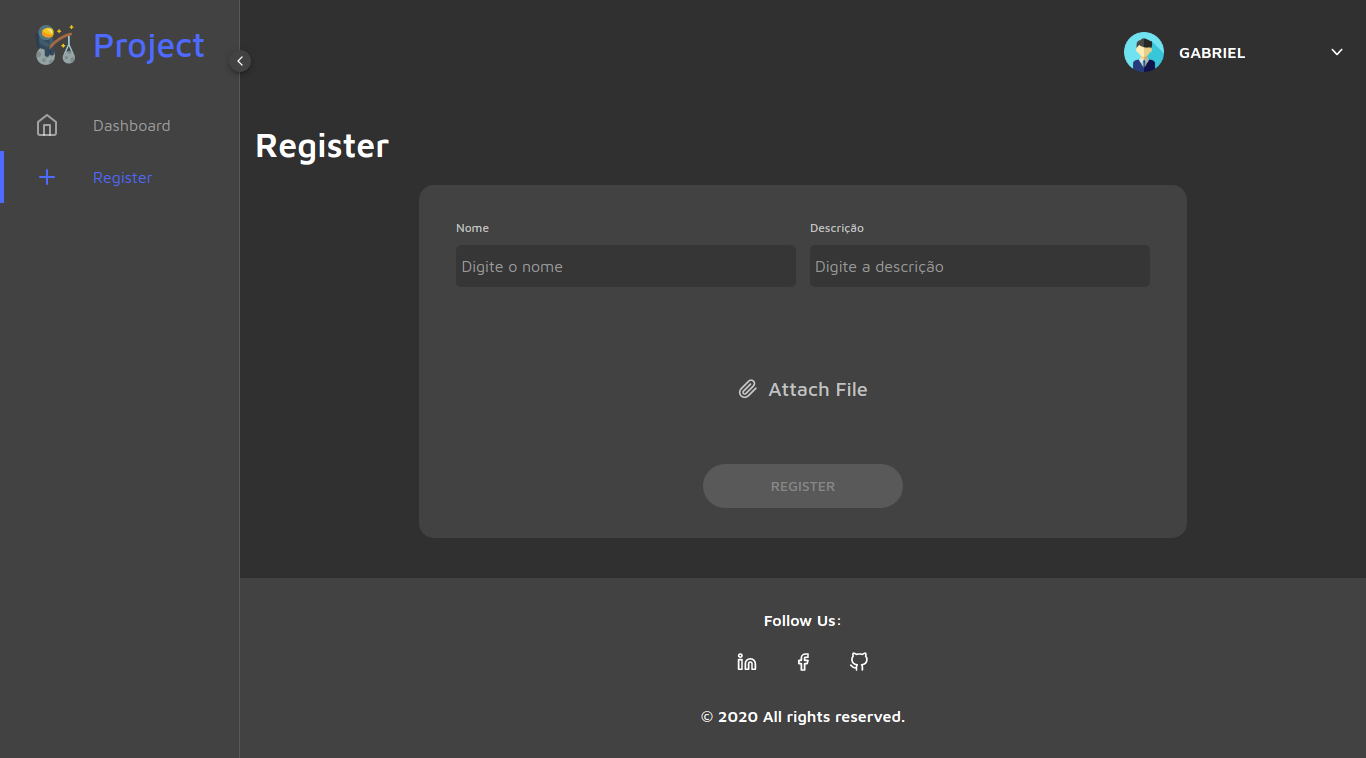 Project
GABRIEL
Dashboard
Register
Register
Nome
Descrição
Digite o nome
Digite a descrição
Attach File
REGISTER
Follow Us:
© 2020 All rights reserved.